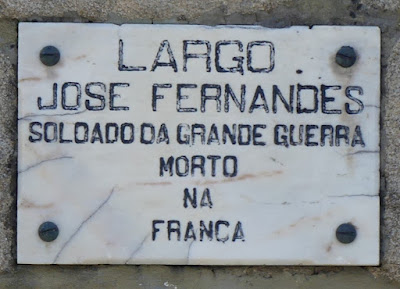 LARGO
JOSE FERNANDES
SOLDADO DA GRANDE GUERRA
MORTO
NA
FRANÇA